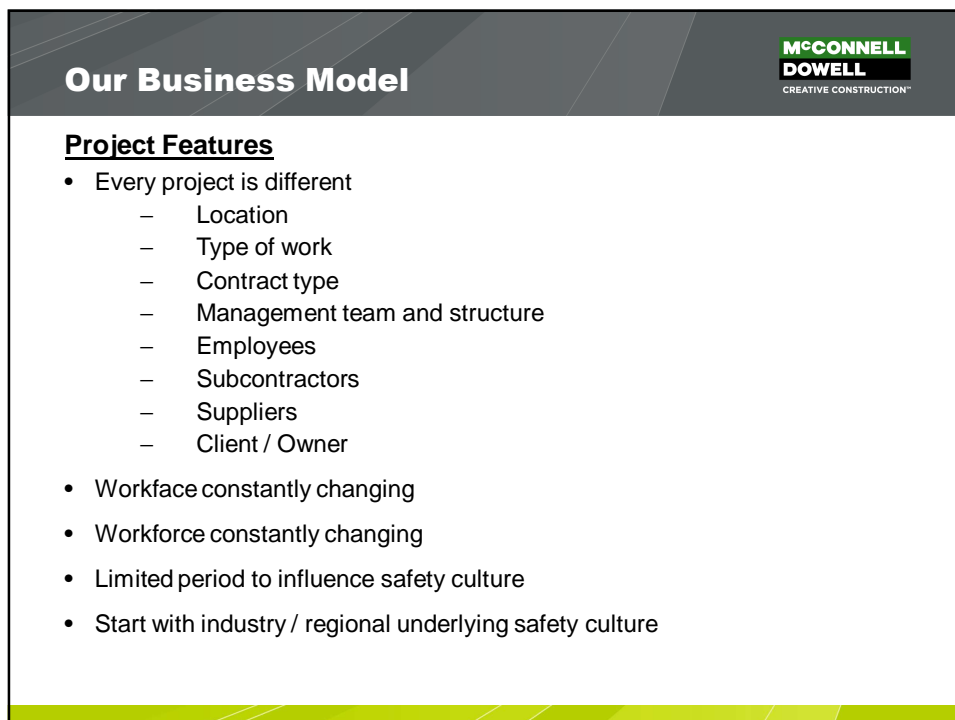 Our Business Model
McCONNELL
DOWELL
CREATIVE CONSTRUCTION™
Project Features
• Every project is different
– Location
– Type of work
– Contract type
– Management team and structure
– Employees
– Subcontractors
– Suppliers
– Client / Owner
• Workface constantly changing
• Workforce constantly changing
• Limited period to influence safety culture
• Start with industry / regional underlying safety culture